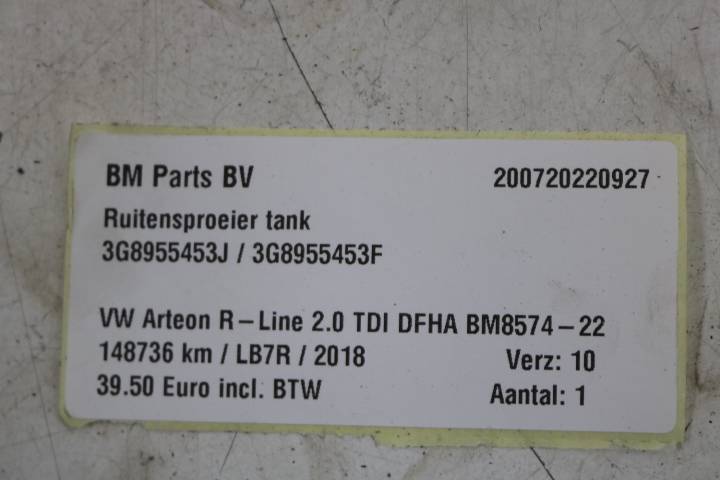 BM Parts BV 200720220927
Ruitensproeier tank
3G8955453J / 3G8955453F
VW Arteon R-Line 2.0 TDI DFHA BM8574-22
148736 km / LB7R / 2018 Verz: 10
39.50 Euro incl. BTW Aantal: 1